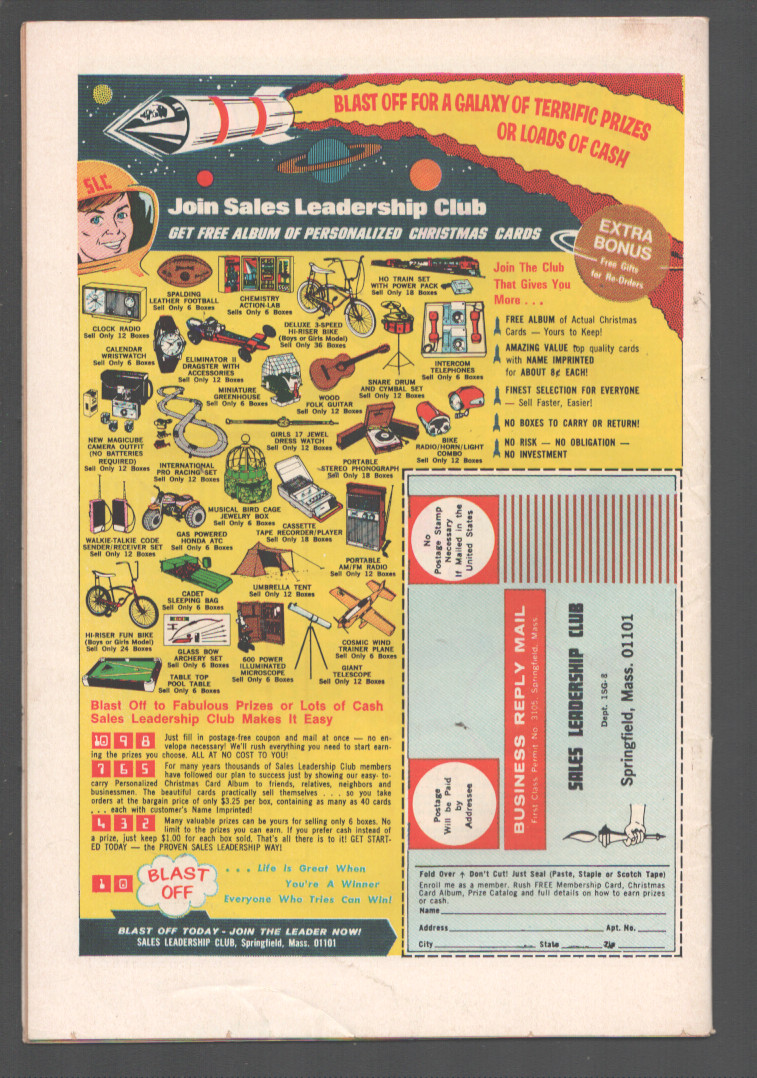 BLAST OFF FOR A GALAXY OF TERRIFIC PRIZES
OR LOADS OF CASH
SLC
Join Sales Leadership Club
GET FREE ALBUM OF PERSONALIZED CHRISTMAS CARDS
EXTRA
BONUS
Free Gifts
for Re-Orders
SPALDING
LEATHER FOOTBALL
Sell Only 6 Boxes
CHEMISTRY
ACTION-LAB
Sells Only 6 Boxes
HO TRAIN SET
WITH POWER PACK
Sell Only 18 Boxes
CLOCK RADIO
Sell Only 12 Boxes
DELUXE 3-SPEED
HI-RISER BIKE
(Boys or Girls Model)
Sell Only 36 Boxes
CALENDAR
WRISTWATCH
Sell Only 6 Boxes
ELIMINATOR II
DRAGSTER WITH
ACCESSORIES
Sell Only 12 Boxes
INTERCOM
TELEPHONES
Sell Only 6 Boxes
SNARE DRUM
AND CYMBAL SET
Sell Only 12 Boxes
MINIATURE
GREENHOUSE
Sell Only 6 Boxes
WOOD
FOLK GUITAR
Sell Only 12 Boxes
NEW MAGICUBE
CAMERA OUTFIT
(NO BATTERIES
REQUIRED)
Sell Only 12 Boxes
GIRLS 17 JEWEL
DRESS WATCH
Sell Only 12 Boxes
BIKE
RADIO/HORN/LIGHT
COMBO
Sell Only 12 Boxes
INTERNATIONAL
PRO RACING SET
Sell Only 12 Boxes
PORTABLE
STEREO PHONOGRAPH
Sell Only 18 Boxes
MUSICAL BIRD CAGE
JEWELRY BOX
Sell Only 6 Boxes
CASSETTE
TAPE RECORDER/PLAYER
Sell Only 18 Boxes
WALKIE-TALKIE CODE
SENDER/RECEIVER SET
Sell Only 12 Boxes
GAS POWERED
HONDA ATC
Sell Only 6 Boxes
PORTABLE
AM/FM RADIO
Sell Only 12 Boxes
CADET
SLEEPING BAG
Sell Only 6 Boxes
UMBRELLA TENT
Sell Only 12 Boxes
HI-RISER FUN BIKE
(Boys or Girls Model)
Sell Only 24 Boxes
GLASS BOW
ARCHERY SET
Sell Only 6 Boxes
600 POWER
ILLUMINATED
MICROSCOPE
Sell Only 6 Boxes
COSMIC WIND
TRAINER PLANE
Sell Only 6 Boxes
GIANT
TELESCOPE
Sell Only 12 Boxes
TABLE TOP
POOL TABLE
Sell Only 6 Boxes
Join The Club
That Gives You
More . . .
FREE ALBUM of Actual Christmas
Cards — Yours to Keep!
AMAZING VALUE top quality cards
with NAME IMPRINTED
for ABOUT 8¢ EACH!
FINEST SELECTION FOR EVERYONE
— Sell Faster, Easier!
NO BOXES TO CARRY OR RETURN!
NO RISK — NO OBLIGATION —
NO INVESTMENT
Blast Off to Fabulous Prizes or Lots of Cash
Sales Leadership Club Makes It Easy
10 9 8
Just fill in postage-free coupon and mail at once — no en-
velope necessary! We'll rush everything you need to start earn-
ing the prizes you choose. ALL AT NO COST TO YOU!
7 6 5
For many years thousands of Sales Leadership Club members
have followed our plan to success just by showing our easy-to-
carry Personalized Christmas Card Album to friends, relatives, neighbors and
businessmen. The beautiful cards practically sell themselves . . . so you take
orders at the bargain price of only $3.25 per box, containing as many as 40 cards
. . . each with customer's Name Imprinted!
4 3 2
Many valuable prizes can be yours for selling only 6 boxes. No
limit to the prizes you can earn. If you prefer cash instead of
a prize, just keep $1.00 for each box sold. That's all there is to it! GET START-
ED TODAY — the PROVEN SALES LEADERSHIP WAY!
1 0
BLAST
OFF
. . . Life Is Great When
You're A Winner
Everyone Who Tries Can Win!
BLAST OFF TODAY - JOIN THE LEADER NOW!
SALES LEADERSHIP CLUB, Springfield, Mass. 01101
No
Postage Stamp
Necessary
If Mailed in the
United States
Postage
Will be Paid
by
Addressee
BUSINESS REPLY MAIL
First Class Permit No. 3105, Springfield, Mass.
SALES LEADERSHIP CLUB
Dept. 1SG-8
Springfield, Mass. 01101
Fold Over ↑ Don't Cut! Just Seal (Paste, Staple or Scotch Tape)
Enroll me as a member. Rush FREE Membership Card, Christmas
Card Album, Prize Catalog and full details on how to earn prizes
or cash.
Name
Address Apt. No.
City State Zip